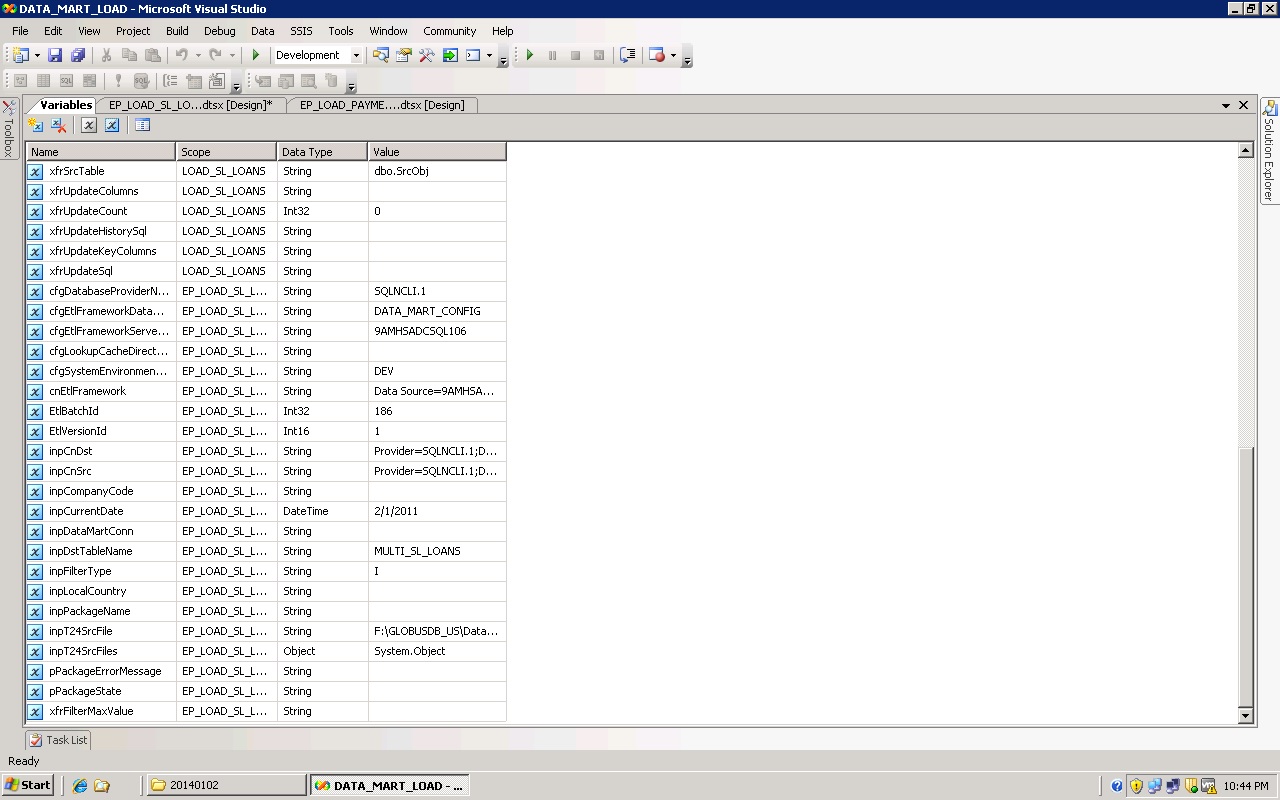 DATA_MART_LOAD - Microsoft Visual Studio
File Edit View Project Build Debug Data SSIS Tools Window Community Help
Development
Toolbox
Variables EP_LOAD_SL_LO...dtsx [Design]* EP_LOAD_PAYME....dtsx [Design]
Solution Explorer
Name Scope Data Type Value
xfrSrcTable LOAD_SL_LOANS String dbo.SrcObj
xfrUpdateColumns LOAD_SL_LOANS String
xfrUpdateCount LOAD_SL_LOANS Int32 0
xfrUpdateHistorySql LOAD_SL_LOANS String
xfrUpdateKeyColumns LOAD_SL_LOANS String
xfrUpdateSql LOAD_SL_LOANS String
cfgDatabaseProviderN... EP_LOAD_SL_L... String SQLNCLI.1
cfgEtlFrameworkData... EP_LOAD_SL_L... String DATA_MART_CONFIG
cfgEtlFrameworkServe... EP_LOAD_SL_L... String 9AMHSADCSQL106
cfgLookupCacheDirect... EP_LOAD_SL_L... String
cfgSystemEnvironmen... EP_LOAD_SL_L... String DEV
cnEtlFramework EP_LOAD_SL_L... String Data Source=9AMHSA...
EtlBatchId EP_LOAD_SL_L... Int32 186
EtlVersionId EP_LOAD_SL_L... Int16 1
inpCnDst EP_LOAD_SL_L... String Provider=SQLNCLI.1;D...
inpCnSrc EP_LOAD_SL_L... String Provider=SQLNCLI.1;D...
inpCompanyCode EP_LOAD_SL_L... String
inpCurrentDate EP_LOAD_SL_L... DateTime 2/1/2011
inpDataMartConn EP_LOAD_SL_L... String
inpDstTableName EP_LOAD_SL_L... String MULTI_SL_LOANS
inpFilterType EP_LOAD_SL_L... String I
inpLocalCountry EP_LOAD_SL_L... String
inpPackageName EP_LOAD_SL_L... String
inpT24SrcFile EP_LOAD_SL_L... String F:\GLOBUSDB_US\Data...
inpT24SrcFiles EP_LOAD_SL_L... Object System.Object
pPackageErrorMessage EP_LOAD_SL_L... String
pPackageState EP_LOAD_SL_L... String
xfrFilterMaxValue EP_LOAD_SL_L... String
Task List
Ready
Start 20140102 DATA_MART_LOAD - ... 10:44 PM